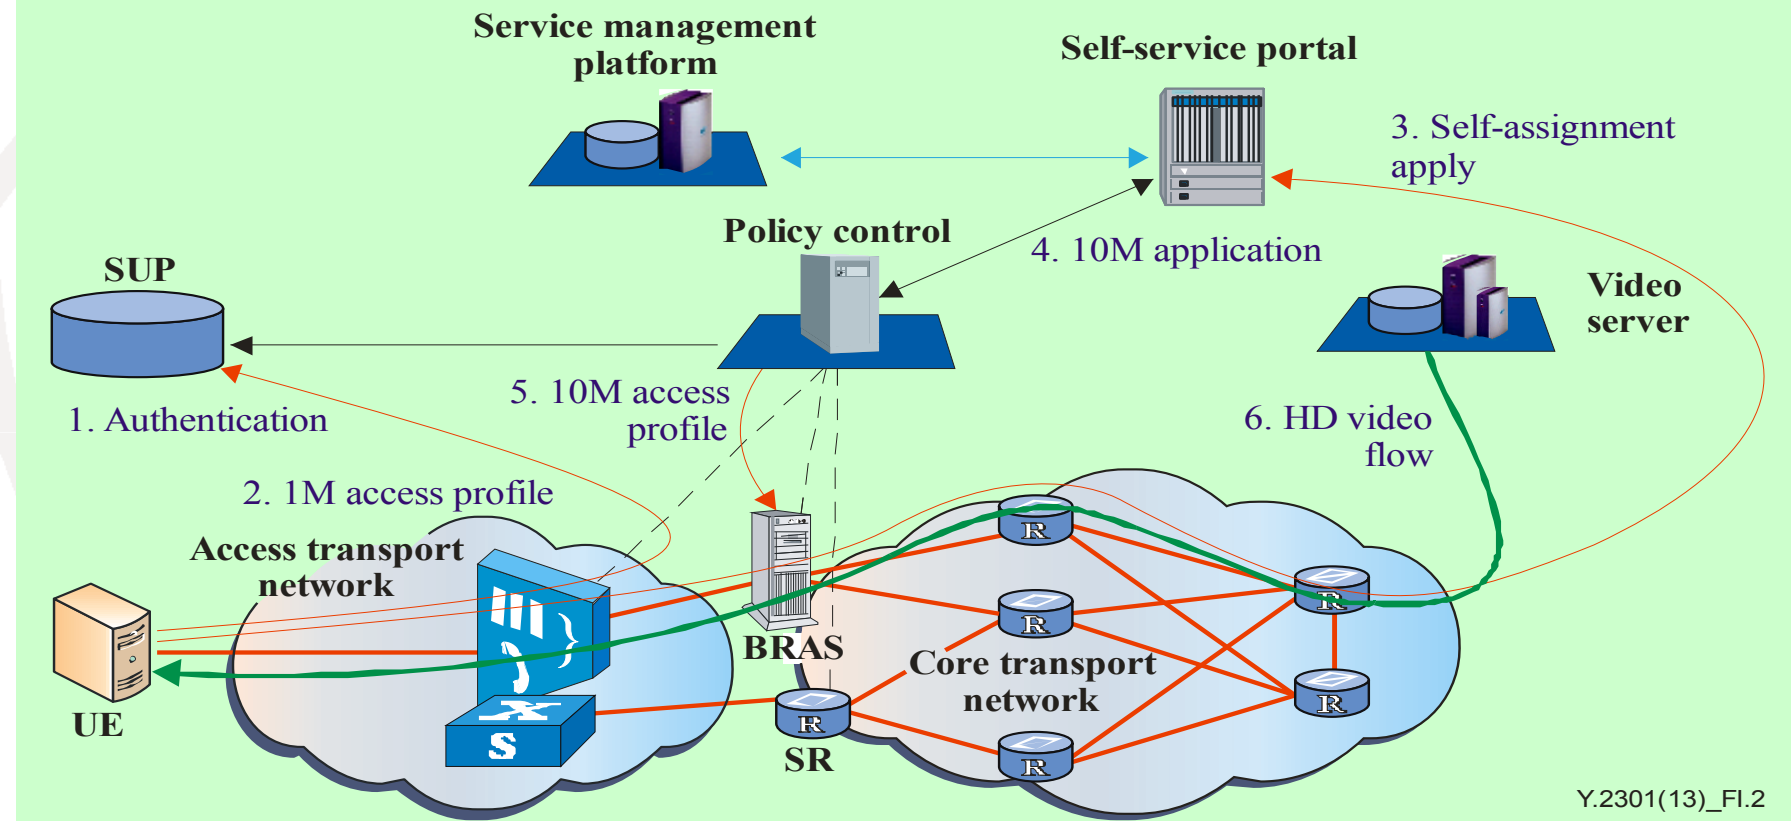 Service management
platform
Self-service portal
3. Self-assignment
apply
Policy control
4. 10M application
SUP
Video
server
1. Authentication
5. 10M access
profile
6. HD video
flow
2. 1M access profile
Access transport
network
R
R
R
BRAS
Core transport
network
UE
X
S
R
SR
R
R
Y.2301(13)_FI.2